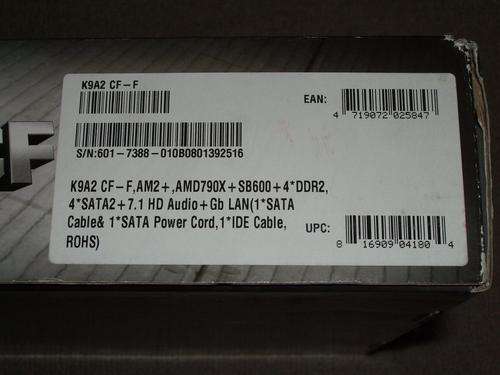 CF
K9A2 CF-F
EAN:
4 719072 025847
S/N:601-7388-010B0801392516
K9A2 CF-F,AM2+,AMD790X+SB600+4*DDR2,
4*SATA2+7.1 HD Audio+Gb LAN(1*SATA
Cable& 1*SATA Power Cord,1*IDE Cable,
ROHS)
UPC:
8 16909 04180 4